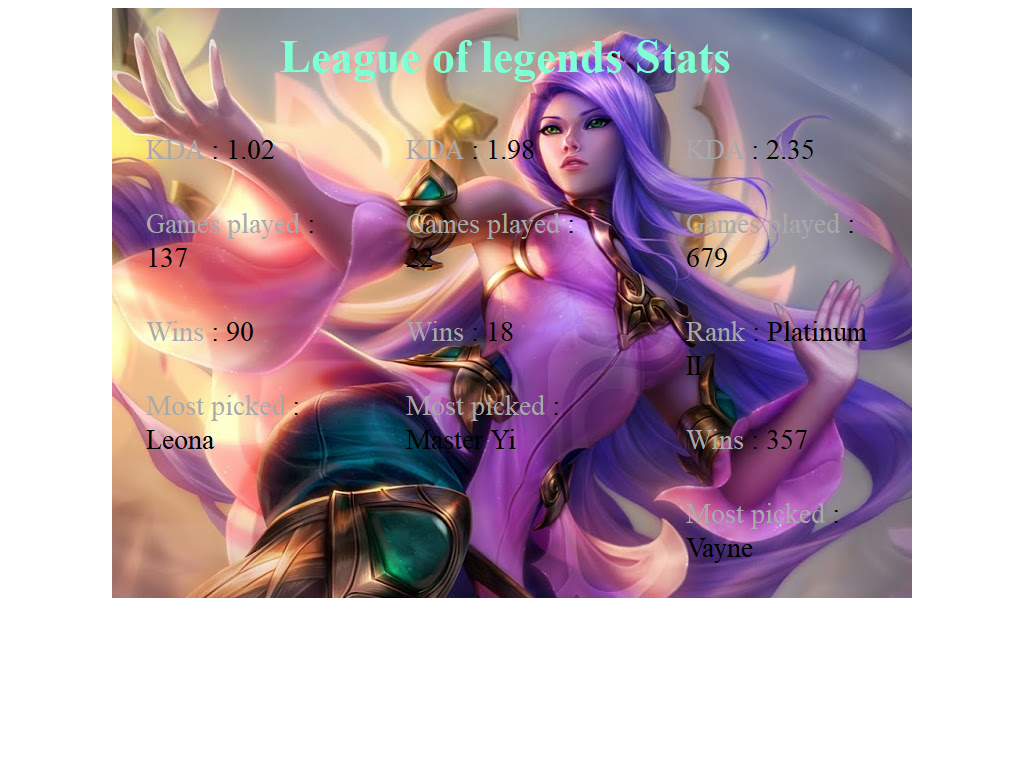 League of legends Stats
KDA : 1.02
Games played :
137
Wins : 90
Most picked :
Leona
KDA : 1.98
Games played :
22
Wins : 18
Most picked :
Master Yi
KDA : 2.35
Games played :
679
Rank : Platinum
II
Wins : 357
Most picked :
Vayne